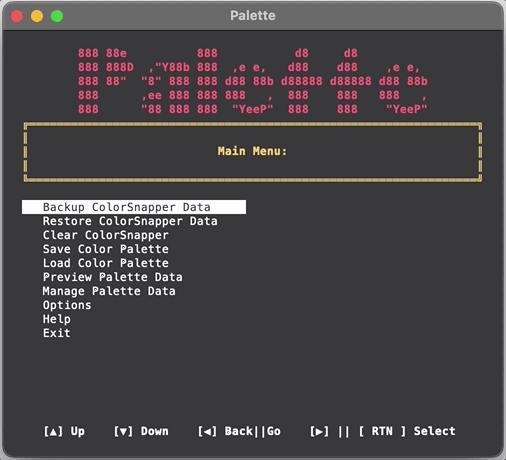 Palette
888 88e          888           d8     d8
888 888D  ,"Y88b 888  ,e e,   d88    d88    ,e e,
888 88"  "8" 888 888 d88 88b d88888 d88888 d88 88b
888      ,ee 888 888 888   ,  888    888   888   ,
888      "88 888 888  "YeeP"  888    888    "YeeP"
Main Menu:
Backup ColorSnapper Data
Restore ColorSnapper Data
Clear ColorSnapper
Save Color Palette
Load Color Palette
Preview Palette Data
Manage Palette Data
Options
Help
Exit
[▲] Up    [▼] Down    [◀] Back||Go    [▶] || [ RTN ] Select